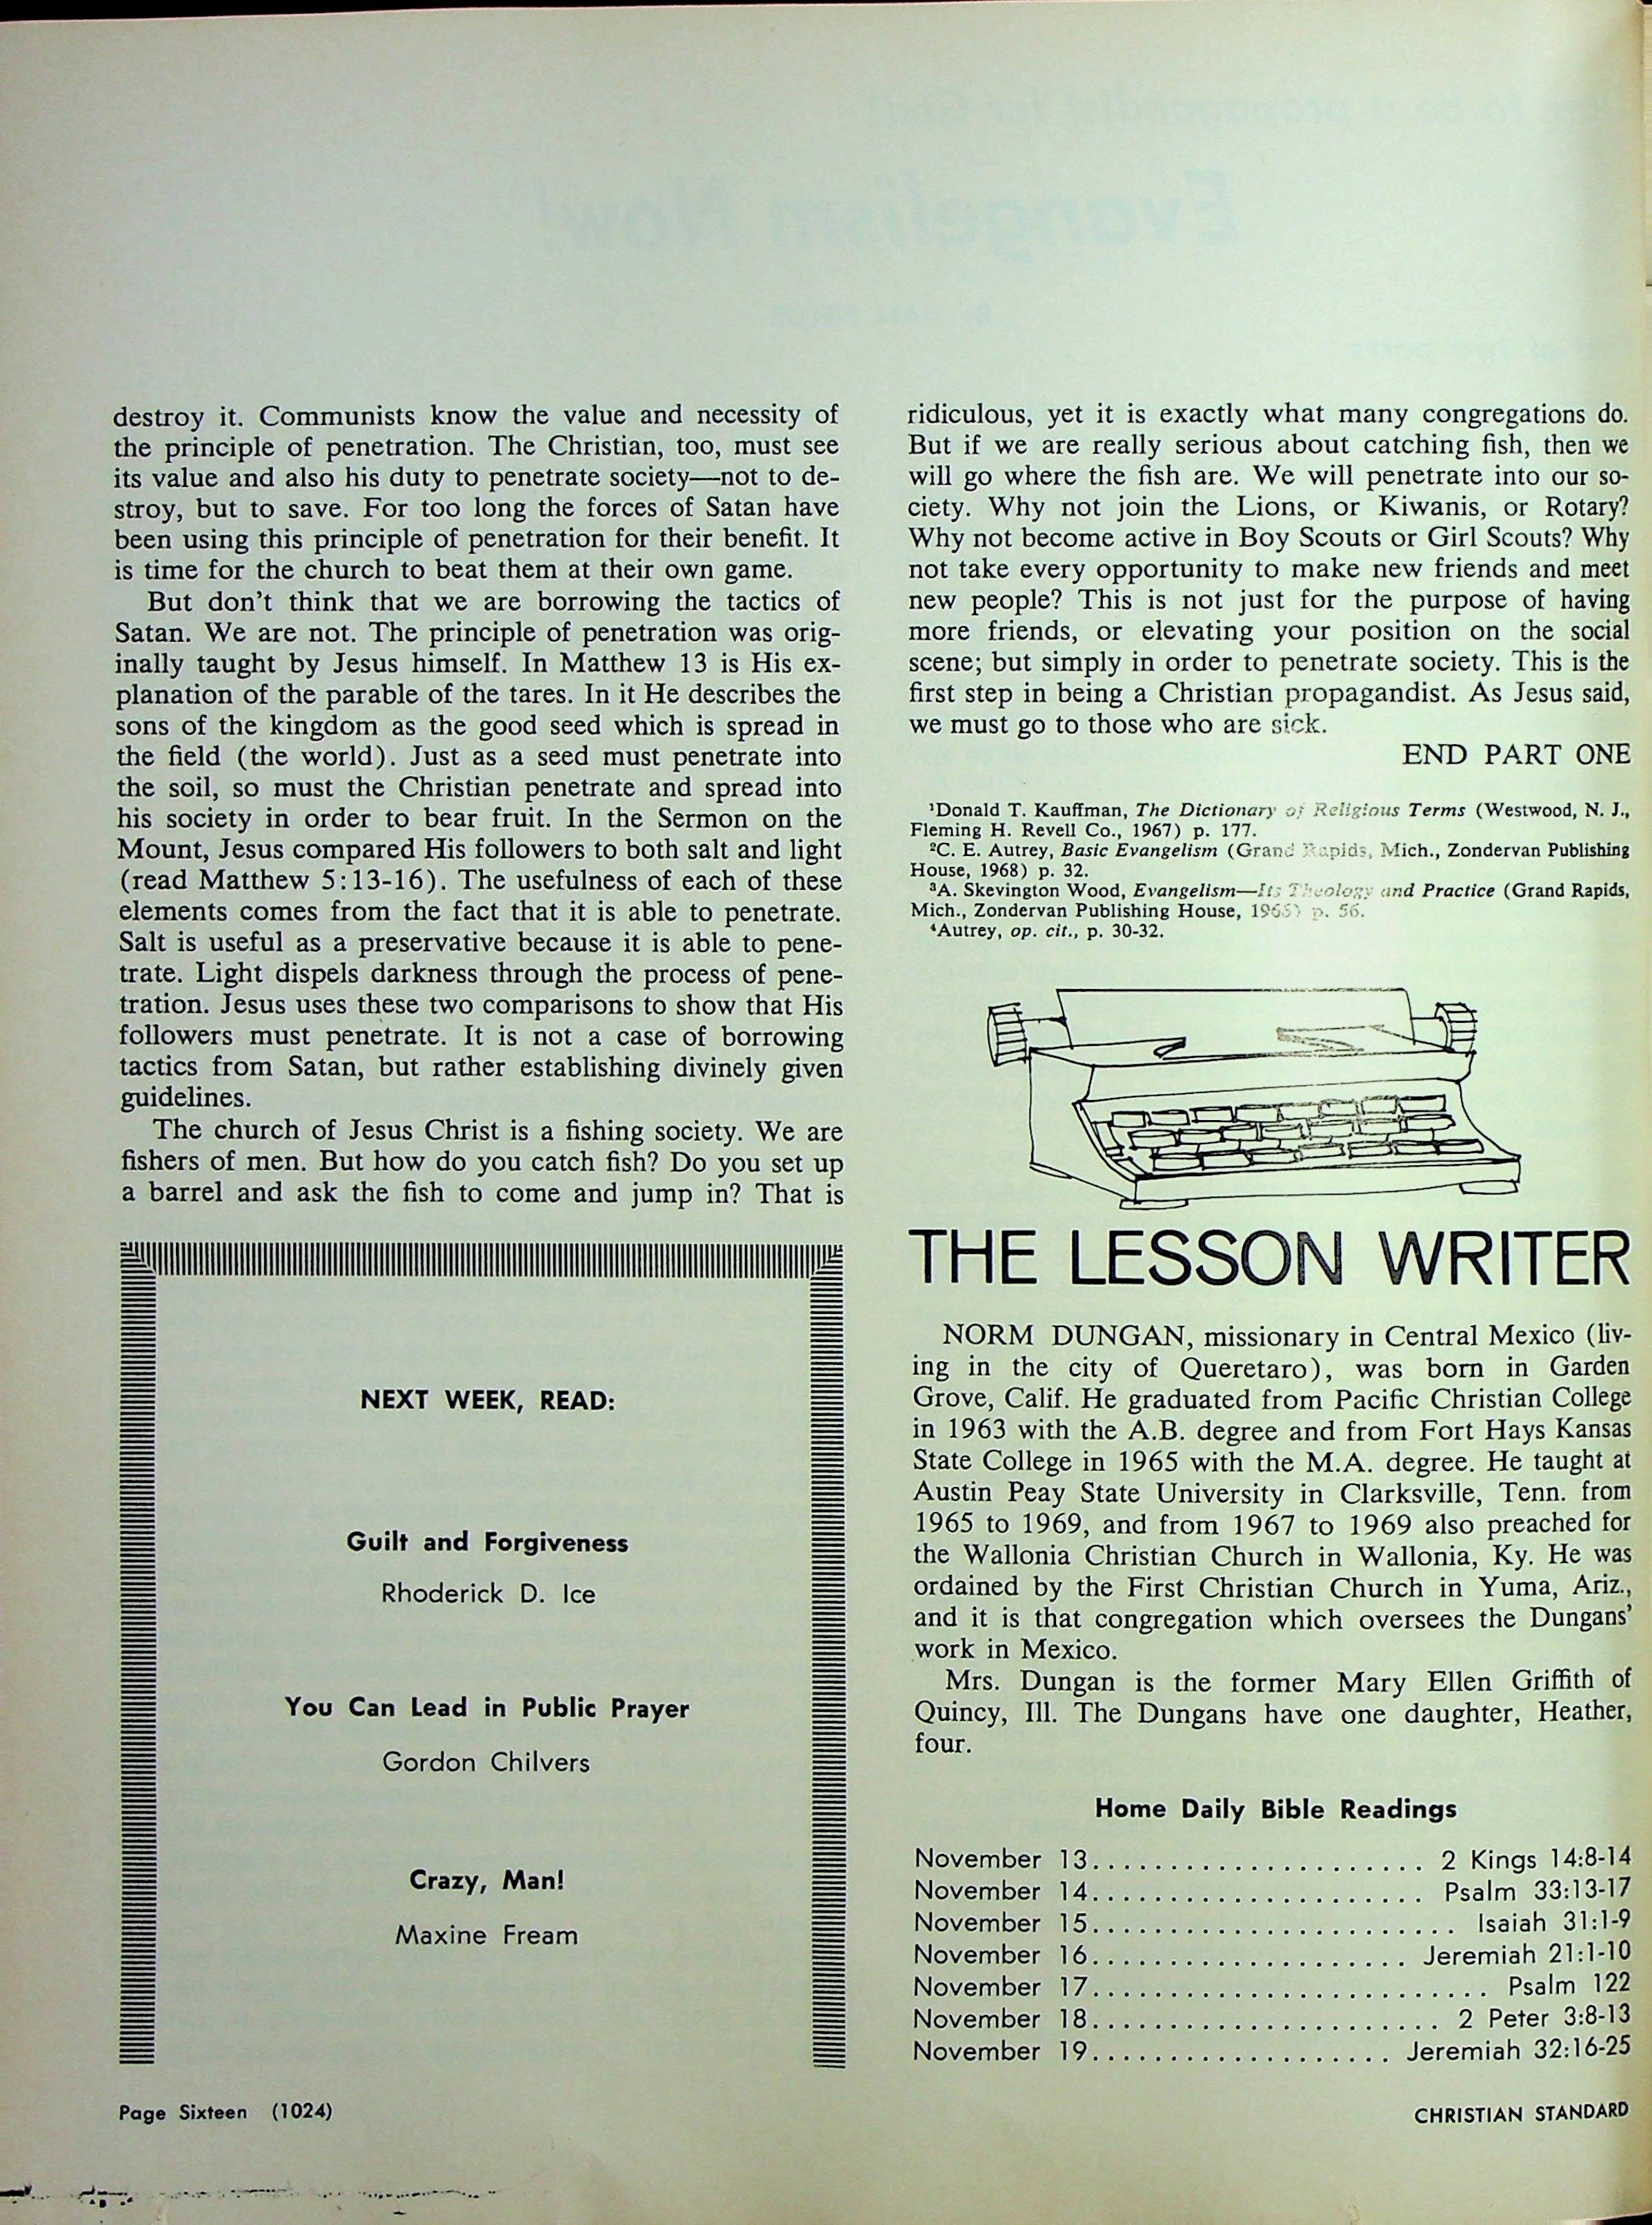 destroy it. Communists know the value and necessity of
the principle of penetration. The Christian, too, must see
its value and also his duty to penetrate society—not to de-
stroy, but to save. For too long the forces of Satan have
been using this principle of penetration for their benefit. It
is time for the church to beat them at their own game.
But don't think that we are borrowing the tactics of
Satan. We are not. The principle of penetration was orig-
inally taught by Jesus himself. In Matthew 13 is His ex-
planation of the parable of the tares. In it He describes the
sons of the kingdom as the good seed which is spread in
the field (the world). Just as a seed must penetrate into
the soil, so must the Christian penetrate and spread into
his society in order to bear fruit. In the Sermon on the
Mount, Jesus compared His followers to both salt and light
(read Matthew 5:13-16). The usefulness of each of these
elements comes from the fact that it is able to penetrate.
Salt is useful as a preservative because it is able to pene-
trate. Light dispels darkness through the process of pene-
tration. Jesus uses these two comparisons to show that His
followers must penetrate. It is not a case of borrowing
tactics from Satan, but rather establishing divinely given
guidelines.
The church of Jesus Christ is a fishing society. We are
fishers of men. But how do you catch fish? Do you set up
a barrel and ask the fish to come and jump in? That is
NEXT WEEK, READ:
Guilt and Forgiveness
Rhoderick D. Ice
You Can Lead in Public Prayer
Gordon Chilvers
Crazy, Man!
Maxine Fream
ridiculous, yet it is exactly what many congregations do.
But if we are really serious about catching fish, then we
will go where the fish are. We will penetrate into our so-
ciety. Why not join the Lions, or Kiwanis, or Rotary?
Why not become active in Boy Scouts or Girl Scouts? Why
not take every opportunity to make new friends and meet
new people? This is not just for the purpose of having
more friends, or elevating your position on the social
scene; but simply in order to penetrate society. This is the
first step in being a Christian propagandist. As Jesus said,
we must go to those who are sick.
END PART ONE
¹Donald T. Kauffman, The Dictionary of Religious Terms (Westwood, N. J.,
Fleming H. Revell Co., 1967) p. 177.
²C. E. Autrey, Basic Evangelism (Grand Rapids, Mich., Zondervan Publishing
House, 1968) p. 32.
³A. Skevington Wood, Evangelism—Its Theology and Practice (Grand Rapids,
Mich., Zondervan Publishing House, p. 56.
⁴Autrey, op. cit., p. 30-32.
THE LESSON WRITER
NORM DUNGAN, missionary in Central Mexico (liv-
ing in the city of Queretaro), was born in Garden
Grove, Calif. He graduated from Pacific Christian College
in 1963 with the A.B. degree and from Fort Hays Kansas
State College in 1965 with the M.A. degree. He taught at
Austin Peay State University in Clarksville, Tenn. from
1965 to 1969, and from 1967 to 1969 also preached for
the Wallonia Christian Church in Wallonia, Ky. He was
ordained by the First Christian Church in Yuma, Ariz.,
and it is that congregation which oversees the Dungans'
work in Mexico.
Mrs. Dungan is the former Mary Ellen Griffith of
Quincy, Ill. The Dungans have one daughter, Heather,
four.
Home Daily Bible Readings
November 13...................... 2 Kings 14:8-14
November 14...................... Psalm 33:13-17
November 15........................ Isaiah 31:1-9
November 16.................... Jeremiah 21:1-10
November 17.......................... Psalm 122
November 18....................... 2 Peter 3:8-13
November 19................... Jeremiah 32:16-25
Page Sixteen (1024)
CHRISTIAN STANDARD